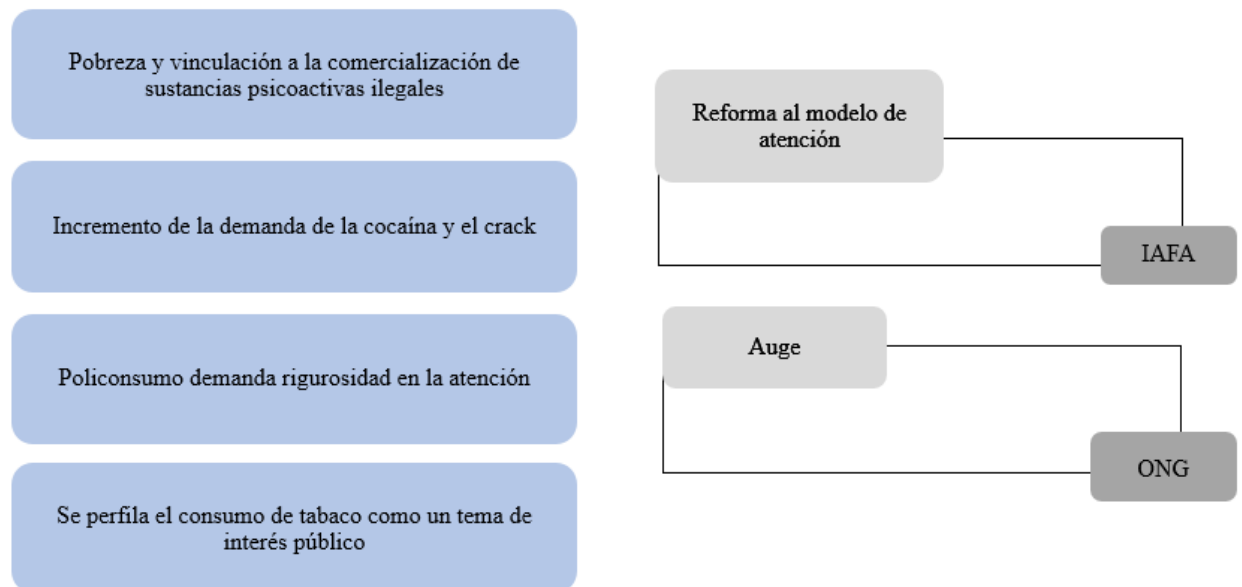 Pobreza y vinculación a la comercialización de
sustancias psicoactivas ilegales
Incremento de la demanda de la cocaína y el crack
Policonsumo demanda rigurosidad en la atención
Se perfila el consumo de tabaco como un tema de
interés público
Reforma al modelo de
atención
IAFA
Auge
ONG